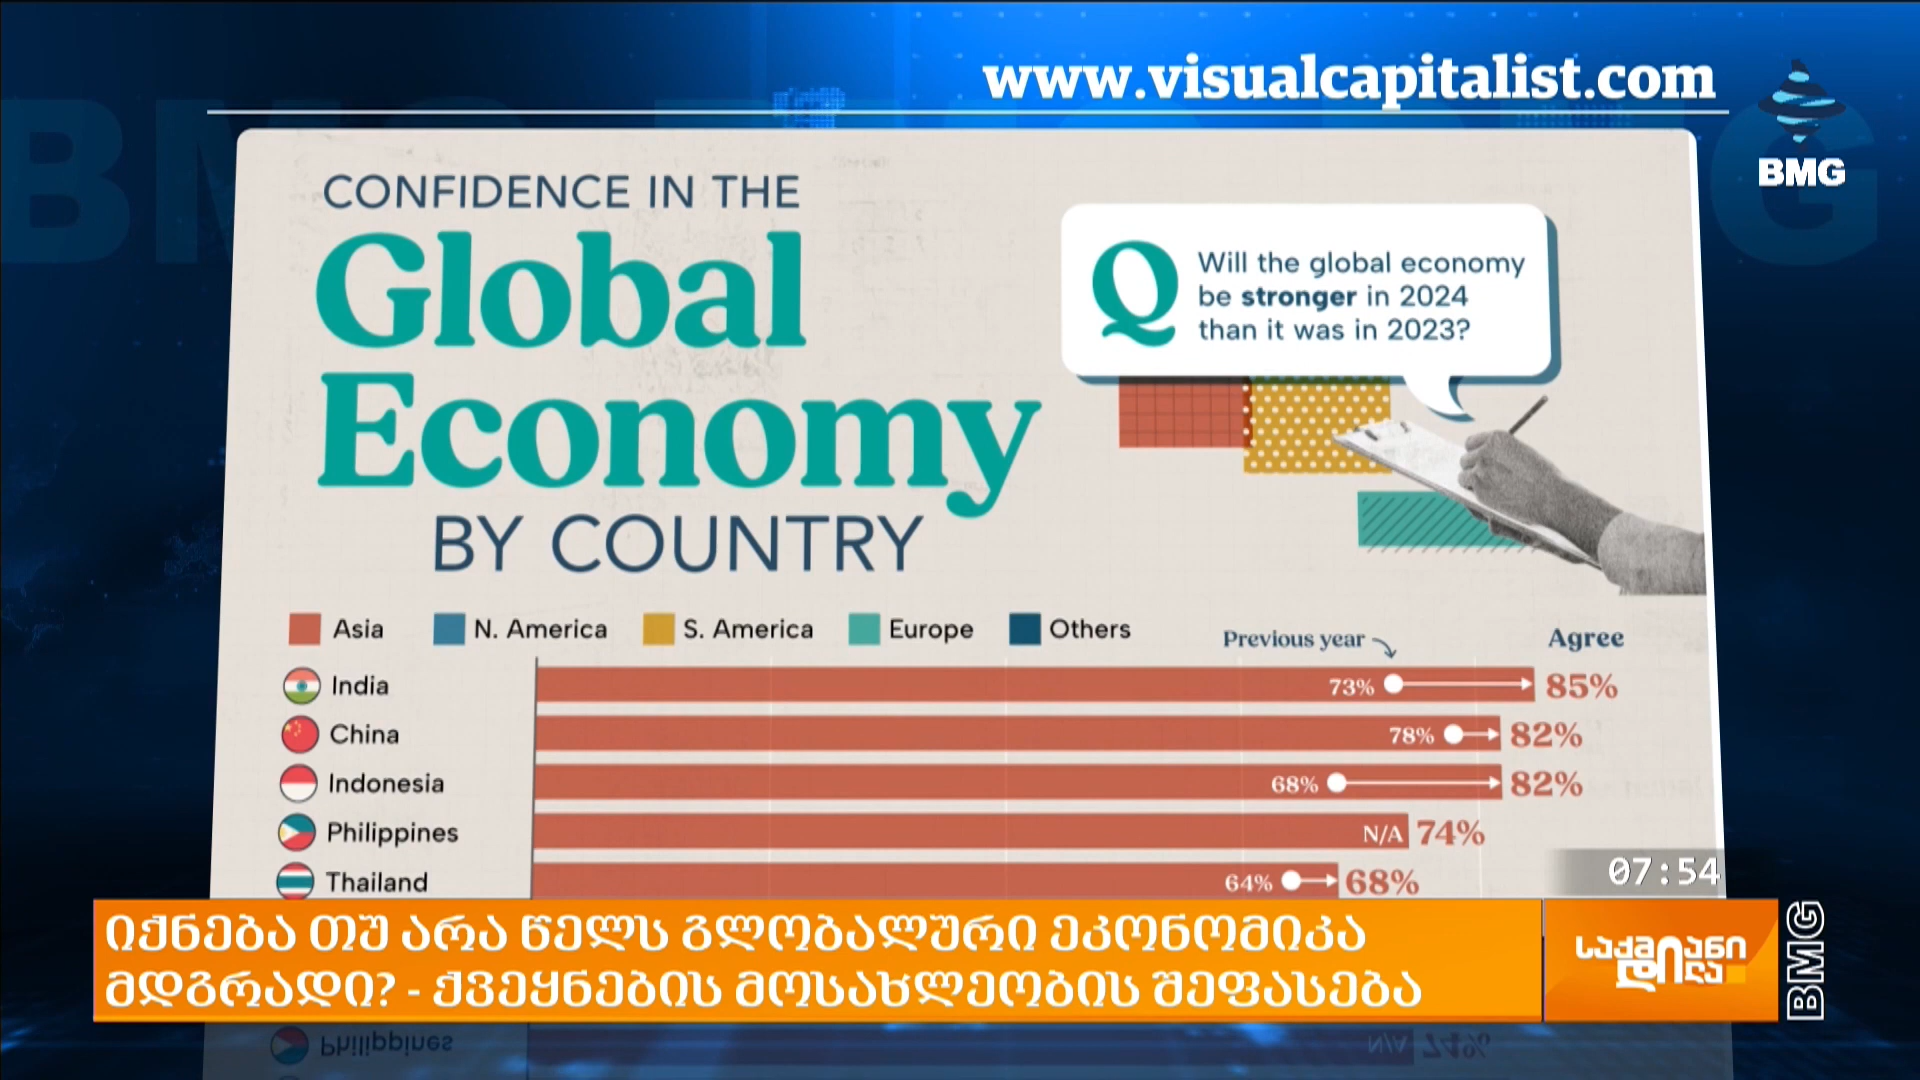 www.visualcapitalist.com
BMG
CONFIDENCE IN THE
Global
Economy
BY COUNTRY
Q
Will the global economy
be stronger in 2024
than it was in 2023?
Asia N. America S. America Europe Others
Previous year Agree
India 73% 85%
China 78% 82%
Indonesia 68% 82%
Philippines N/A 74%
Thailand 64% 68%
07:54
იქნება თუ არა წელს გლობალური ეკონომიკა
მდგრადი? - ქვეყნების მოსახლეობის შეფასება
საქმიანი
დილა
BMG
Philippines N/A 74%